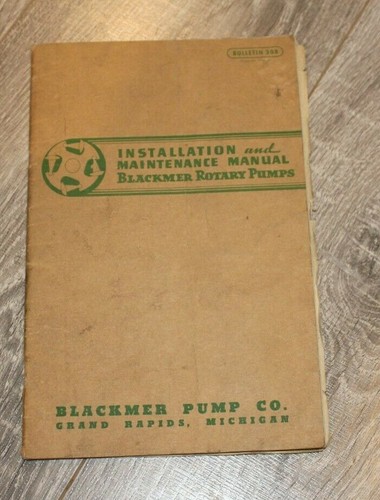 BULLETIN
INSTALLATION and
MAINTENANCE MANUAL
BLACKMER ROTARY PUMPS
BLACKMER PUMP CO.
GRAND RAPIDS, MICHIGAN